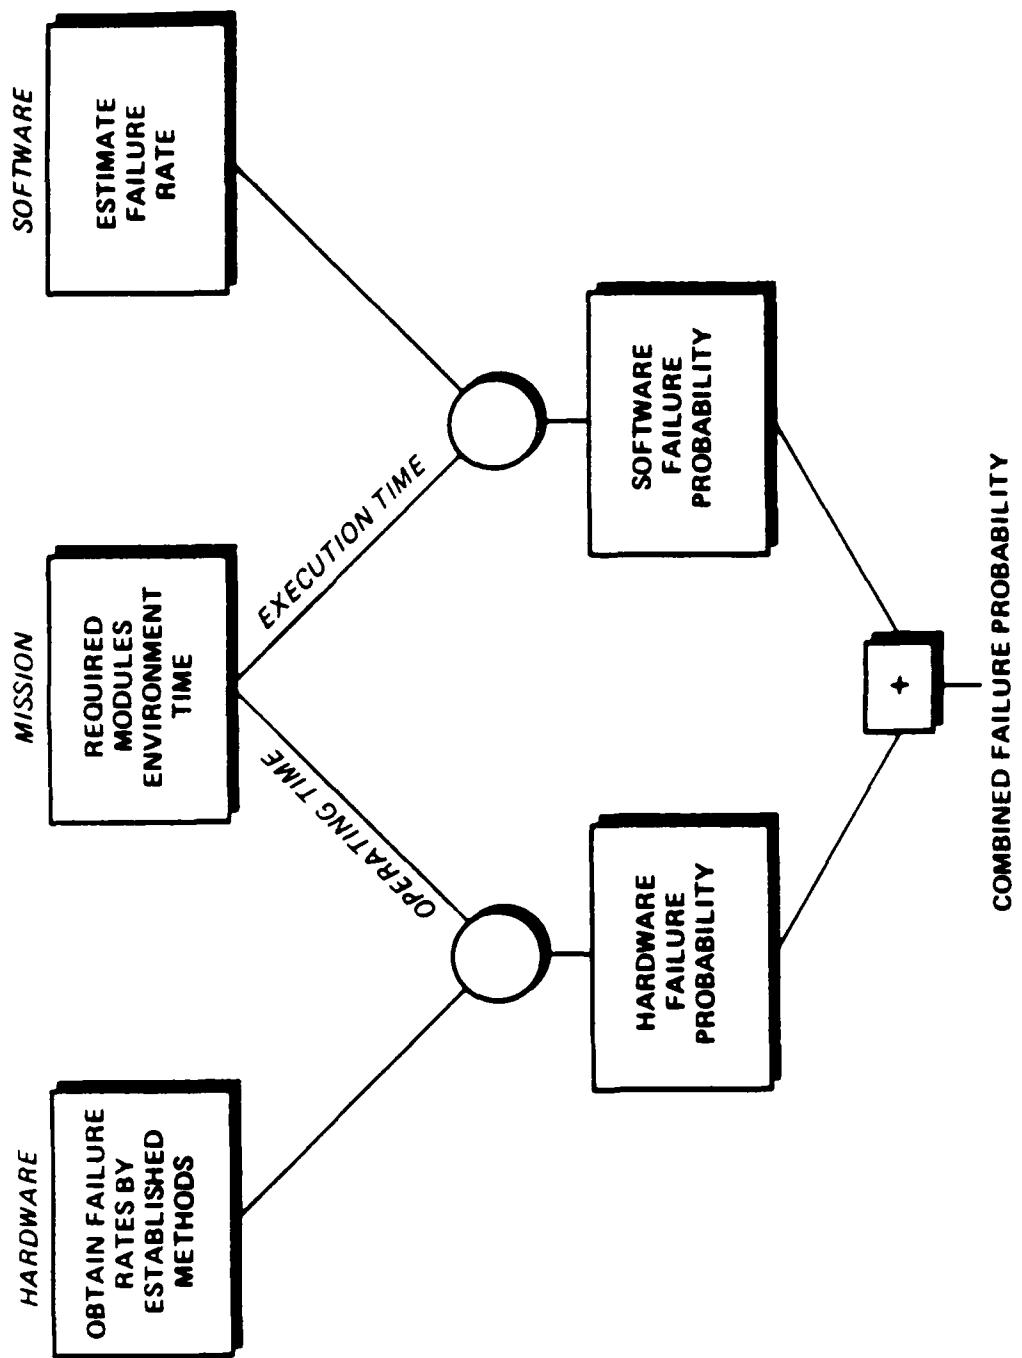 HARDWARE
MISSION
SOFTWARE
OBTAIN FAILURE
RATES BY
ESTABLISHED
METHODS
REQUIRED
MODULES
ENVIRONMENT
TIME
ESTIMATE
FAILURE
RATE
OPERATING TIME
EXECUTION TIME
HARDWARE
FAILURE
PROBABILITY
SOFTWARE
FAILURE
PROBABILITY
+
COMBINED FAILURE PROBABILITY